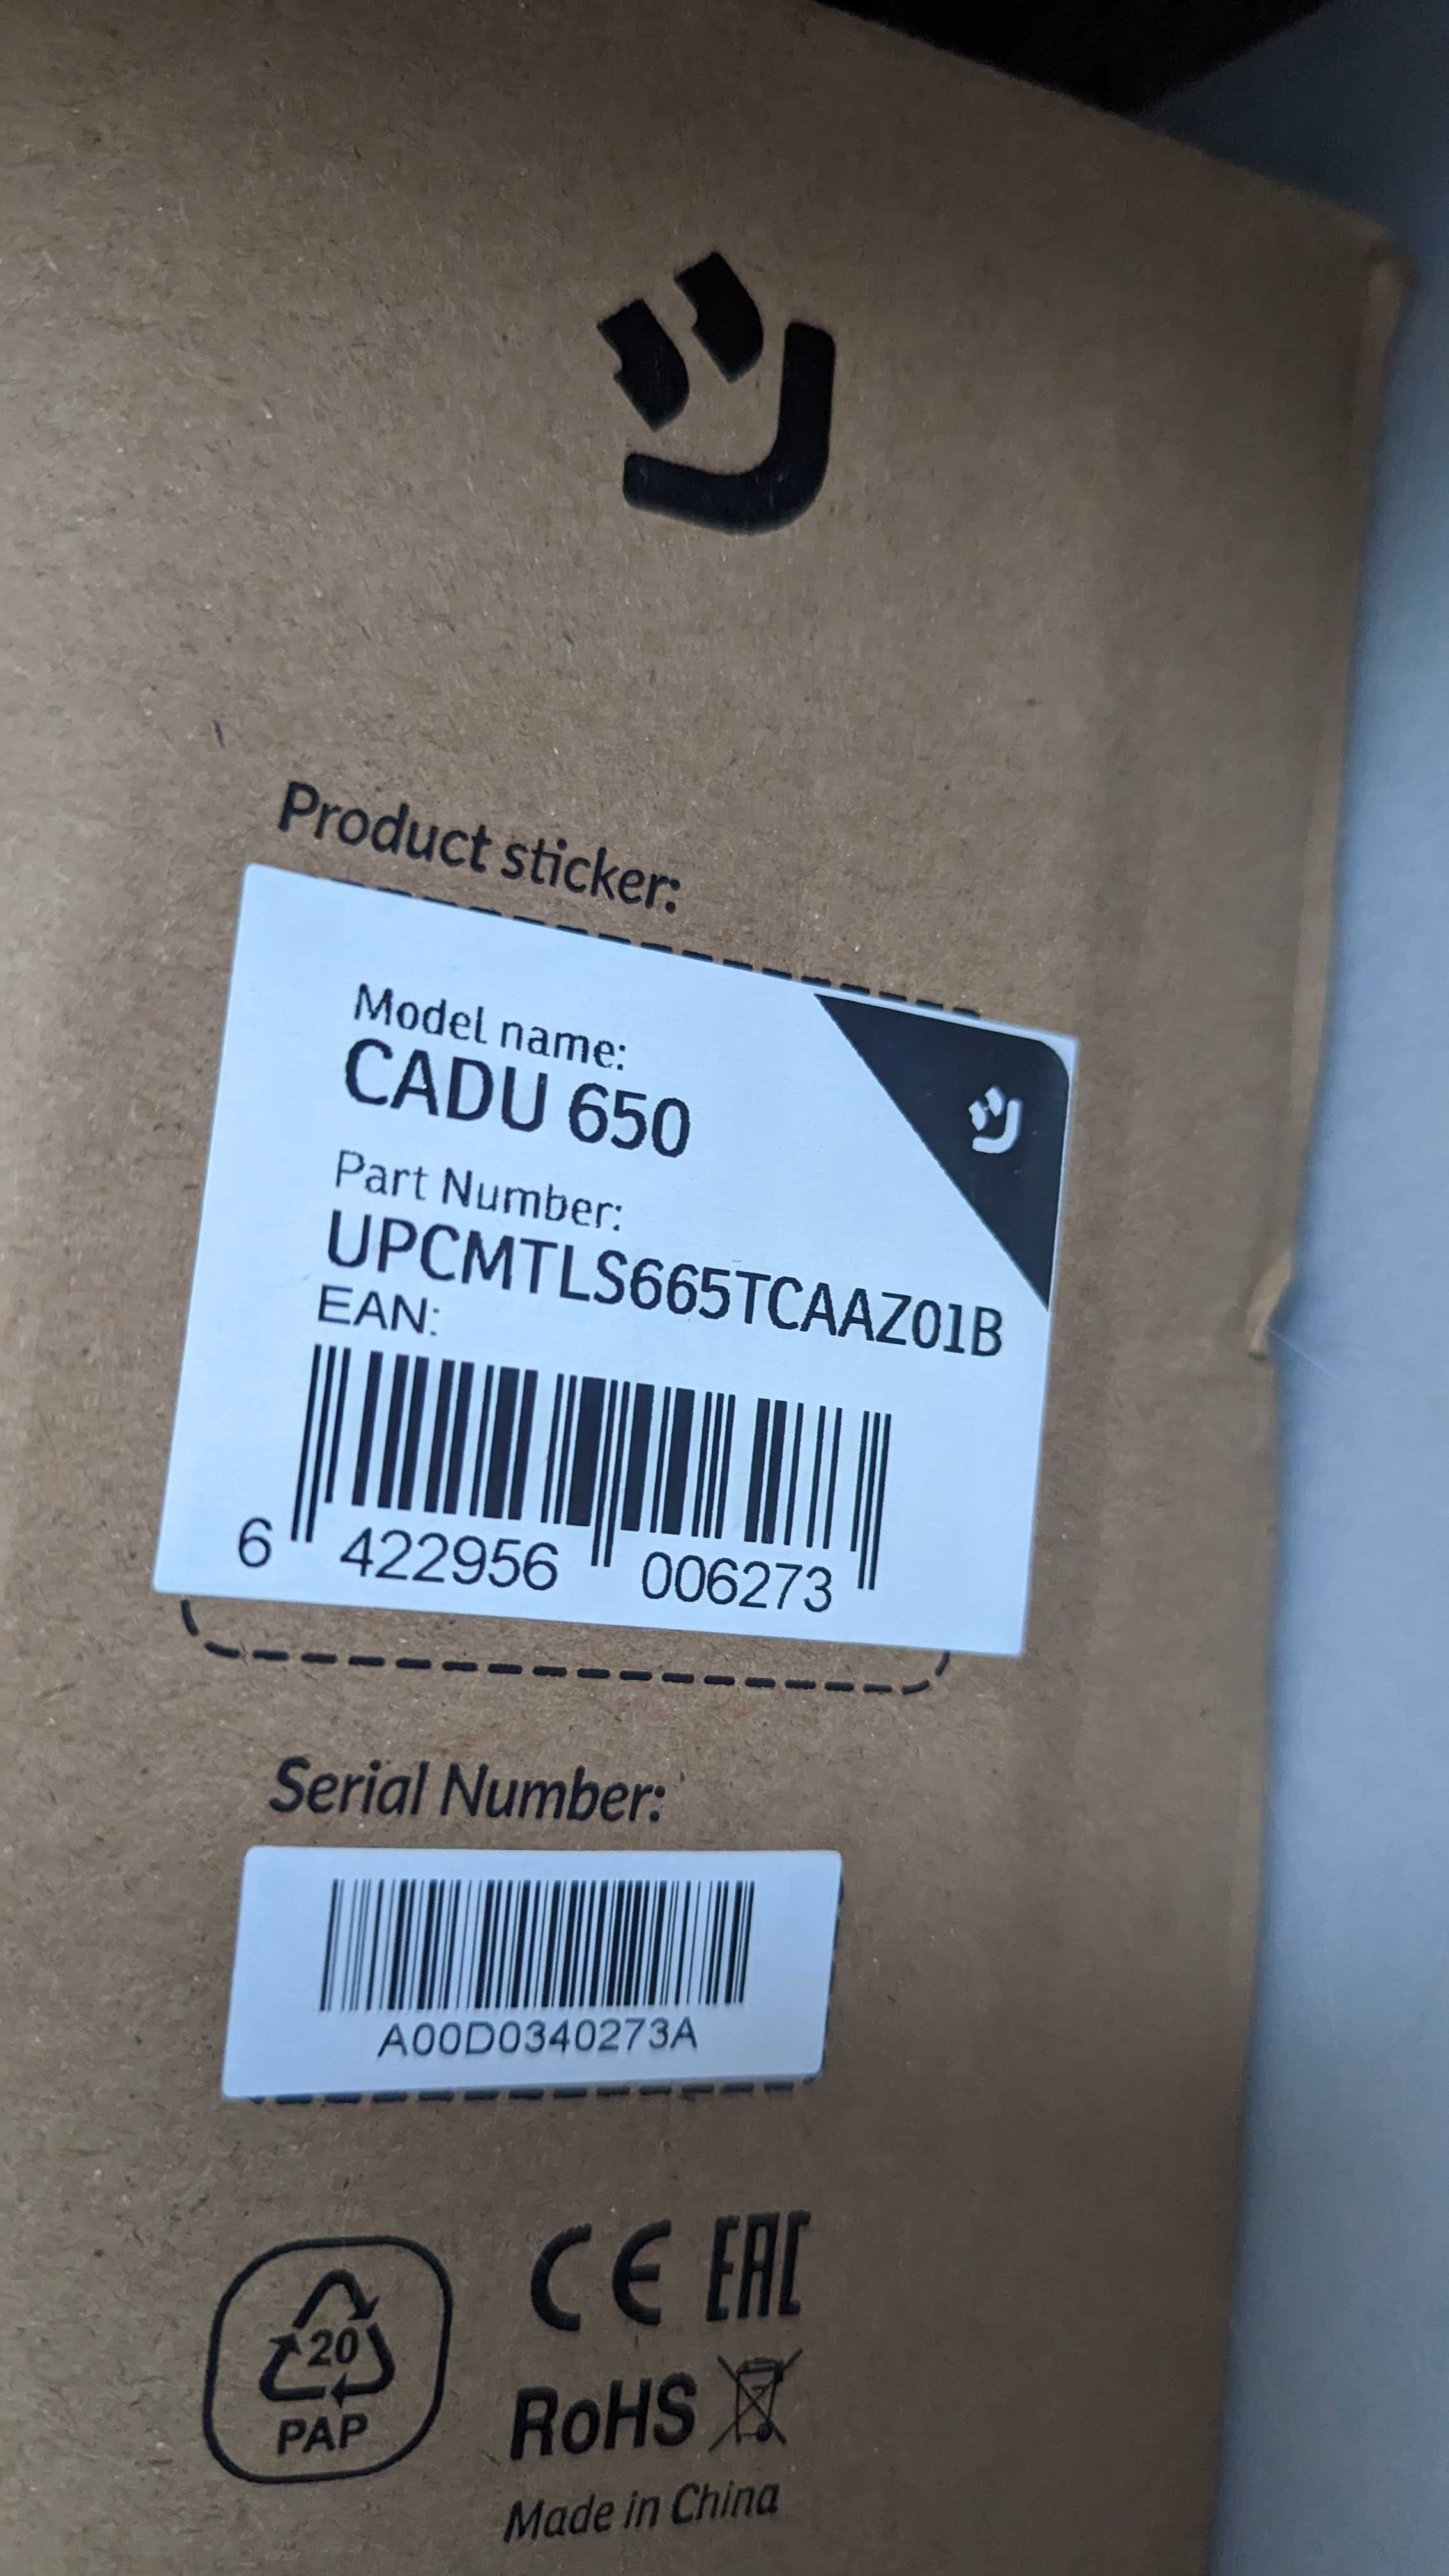 Product sticker:
Model name:
CADU 650
Part Number:
UPCMTLS665TCAAZ01B
EAN:
6 422956 006273
Serial Number:
A00D0340273A
20
PAP
CE EAC
RoHS
Made in China